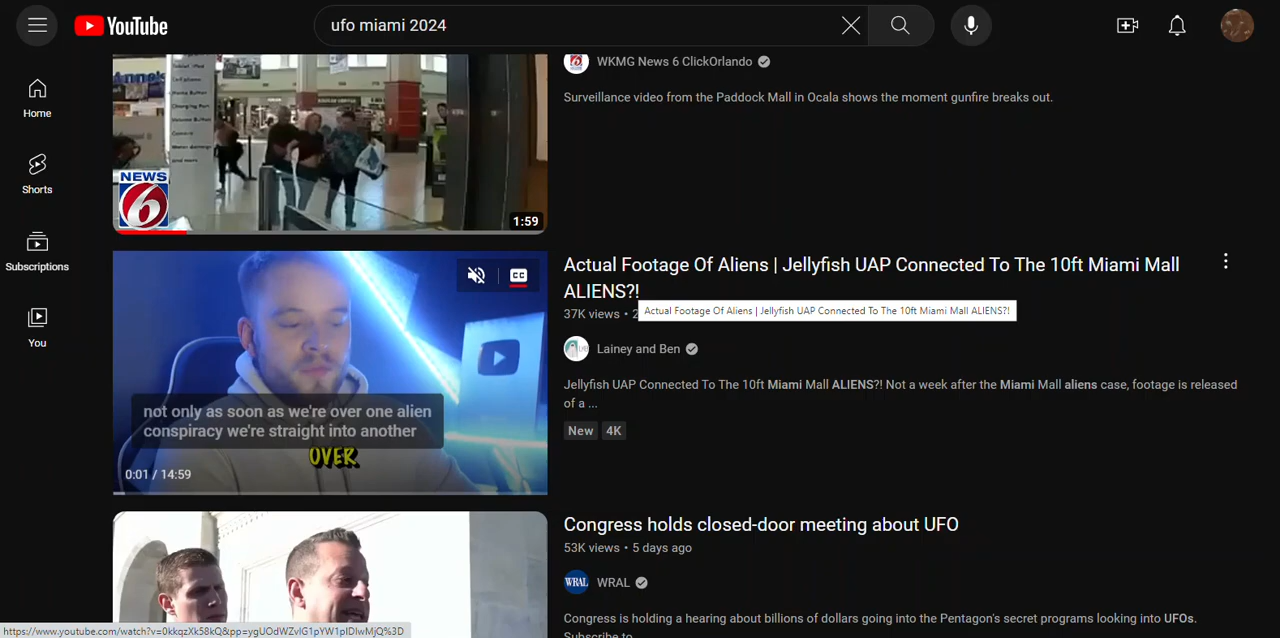 YouTube
ufo miami 2024
Home
Shorts
Subscriptions
You
NEWS
6
1:59
WKMG News 6 ClickOrlando
Surveillance video from the Paddock Mall in Ocala shows the moment gunfire breaks out.
CC
not only as soon as we're over one alien
conspiracy we're straight into another
OVER
0:01 / 14:59
Actual Footage Of Aliens | Jellyfish UAP Connected To The 10ft Miami Mall
ALIENS?!
37K views • 2
Actual Footage Of Aliens | Jellyfish UAP Connected To The 10ft Miami Mall ALIENS?!
Lainey and Ben
Jellyfish UAP Connected To The 10ft Miami Mall ALIENS?! Not a week after the Miami Mall aliens case, footage is released
of a ...
New 4K
Congress holds closed-door meeting about UFO
53K views • 5 days ago
WRAL WRAL
Congress is holding a hearing about billions of dollars going into the Pentagon's secret programs looking into UFOs.
Subscribe to
https://www.youtube.com/watch?v=0kkqzXk58kQ&pp=ygUOdWZvIG1pYW1pIDIwMjQ%3D